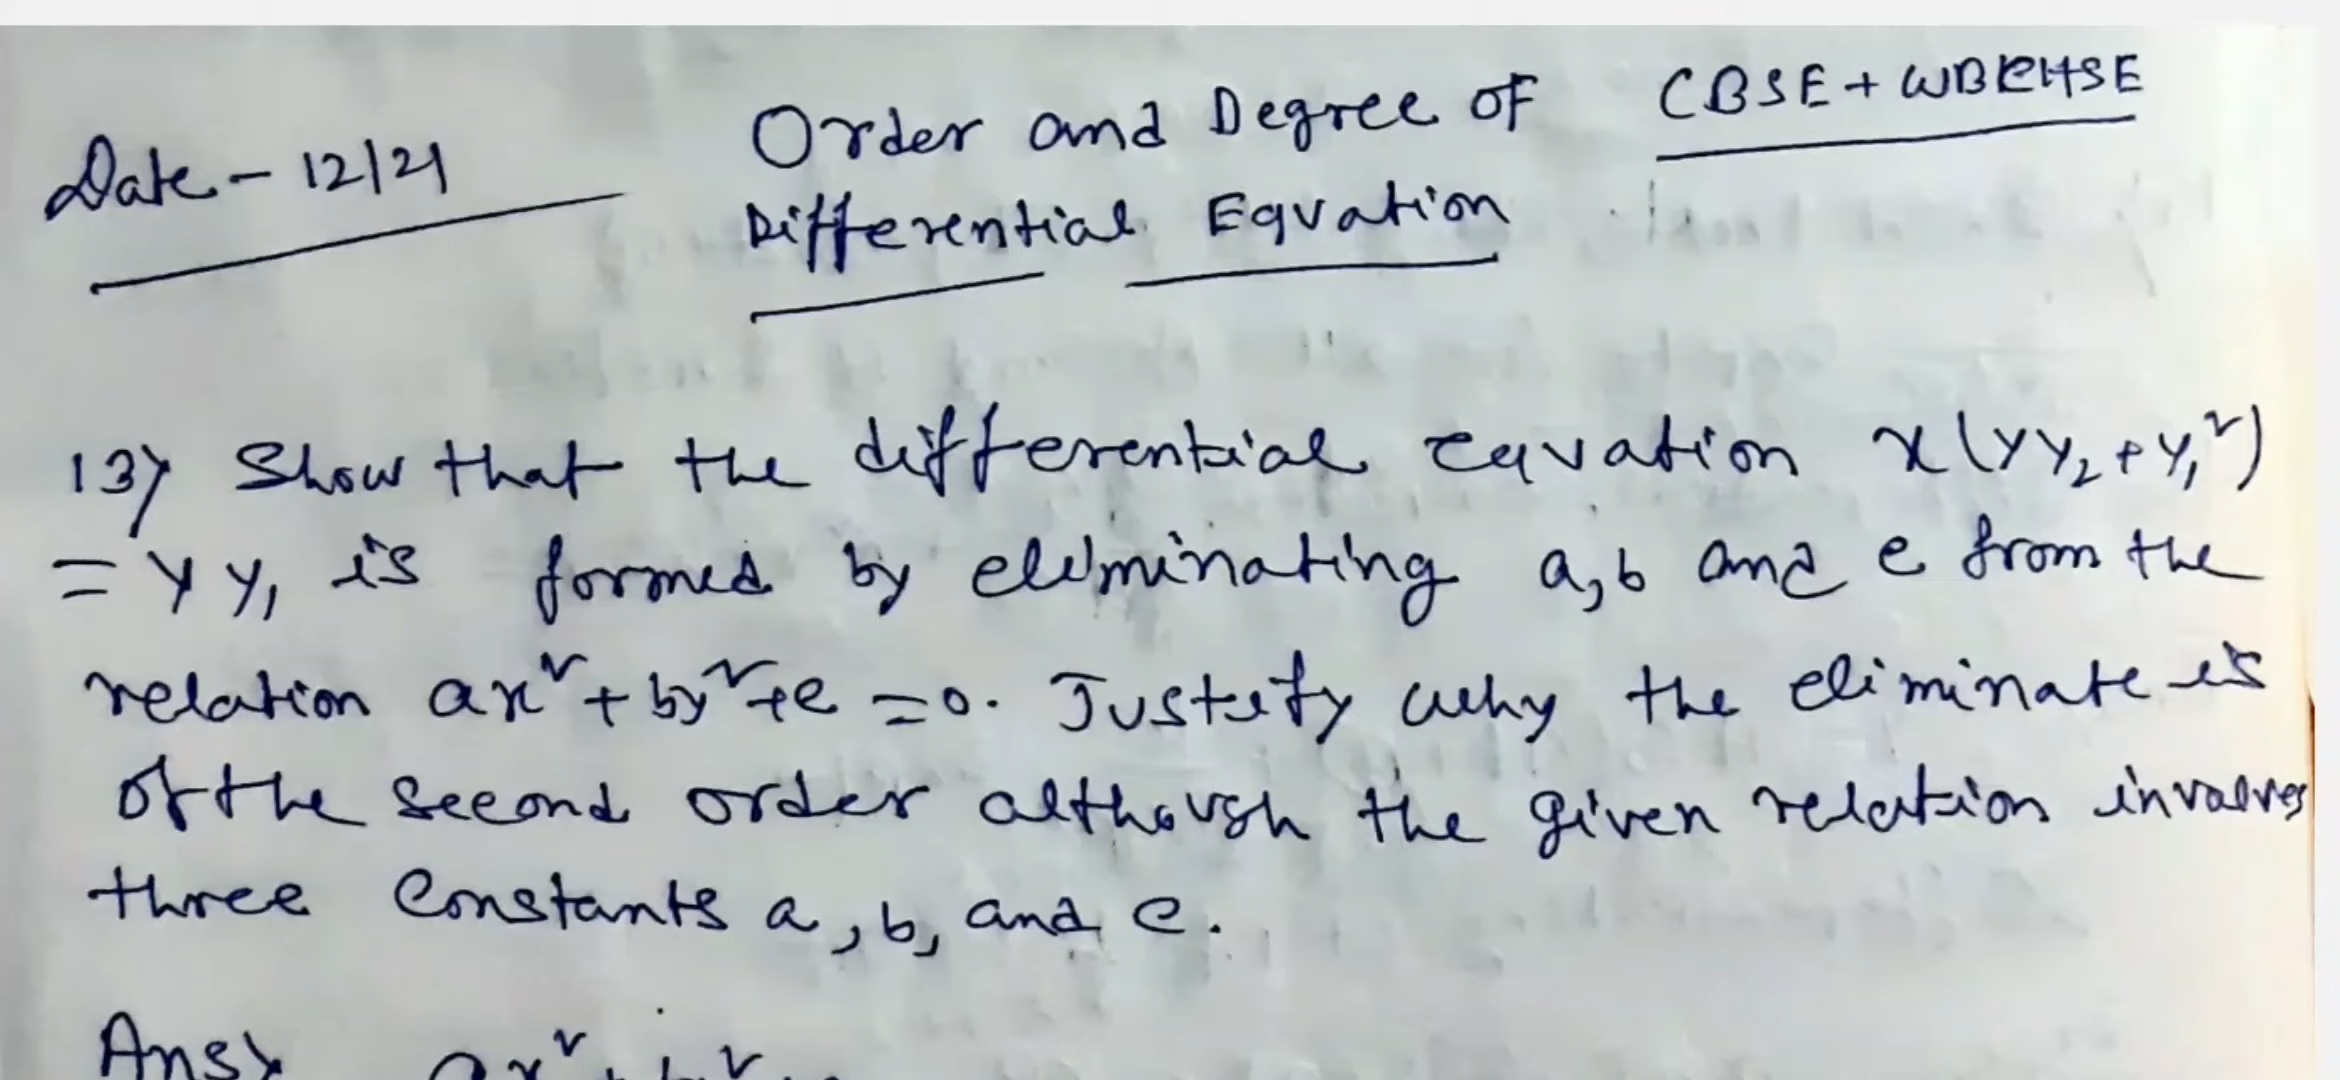 CBSE + WBCHSE
Date - 12/21
Order and Degree of
Differential Equation
13) Show that the differential equation x(yy₂+y₁²)
= yy₁ is formed by eliminating a,b and c from the
relation ax²+by²+c =0. Justify why the eliminate is
of the second order although the given relation involves
three constants a, b, and c.
Ans> ax² + by²